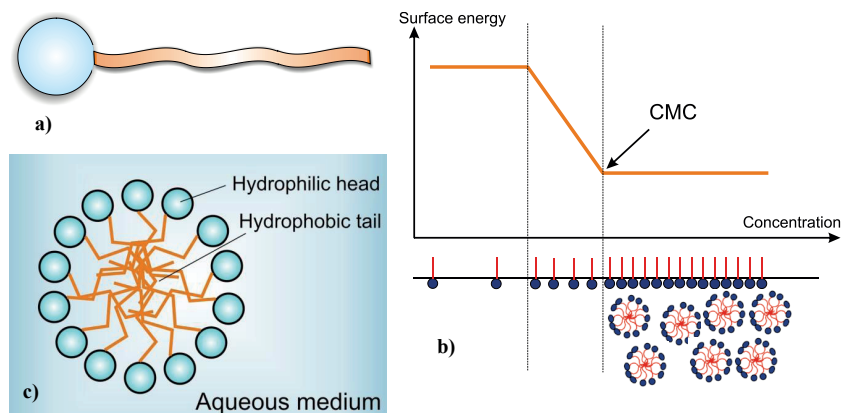 a)
Surface energy
CMC
Concentration
b)
Hydrophilic head
Hydrophobic tail
c)
Aqueous medium